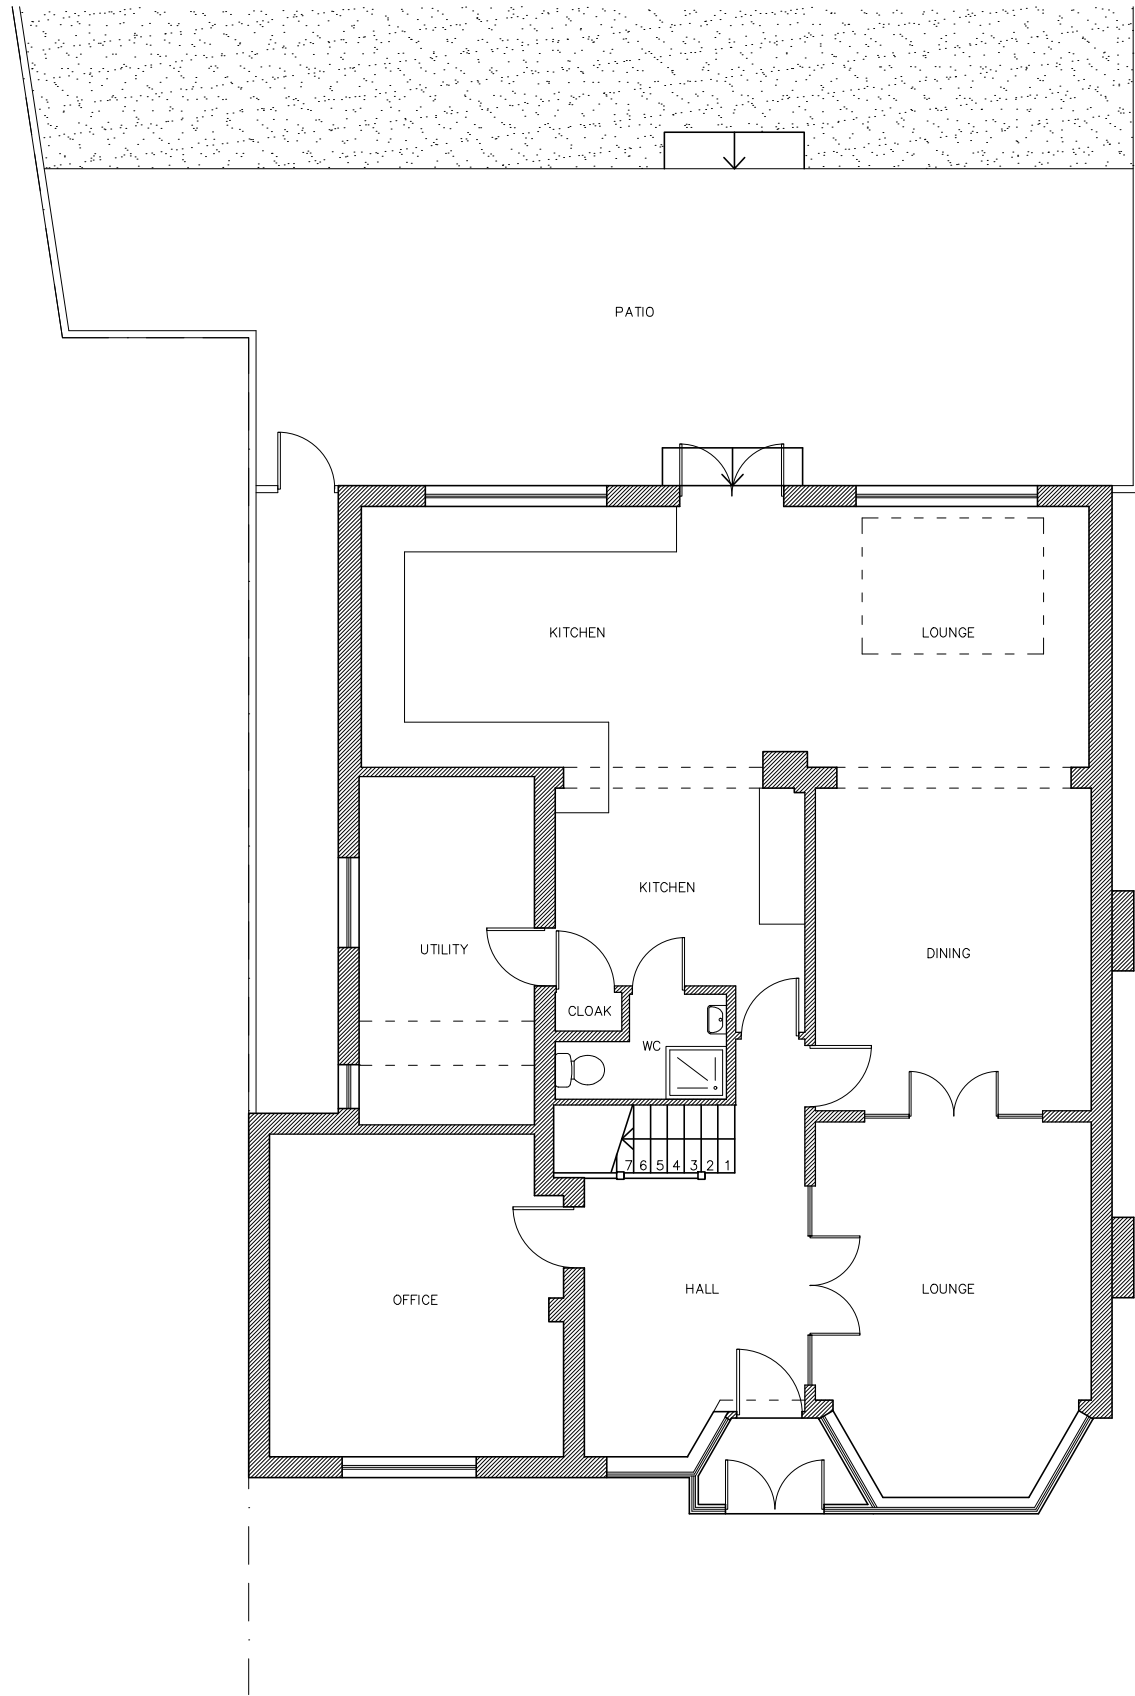 PATIO
KITCHEN
LOUNGE
KITCHEN
UTILITY
DINING
CLOAK
WC
7 6 5 4 3 2 1
HALL
LOUNGE
OFFICE